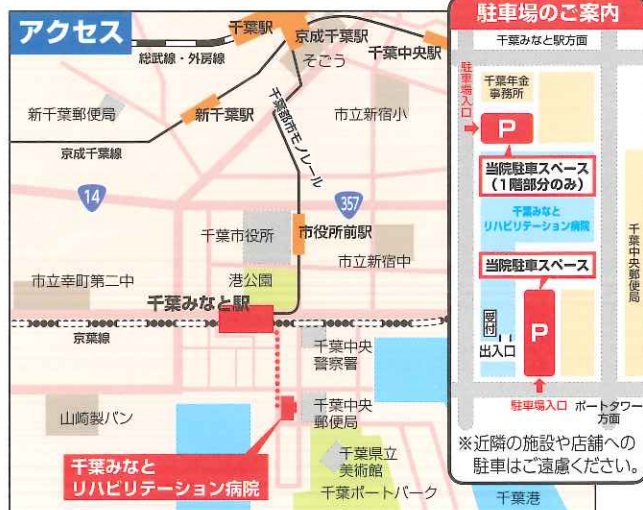 アクセス
千葉駅
京成千葉駅
総武線・外房線
そごう
千葉中央駅
新千葉郵便局
新千葉駅
千葉都市モノレール
市立新宿小
京成千葉線
14
357
千葉市役所
市役所前駅
市立新宿中
市立幸町第二中
港公園
千葉みなと駅
京葉線
千葉中央
警察署
山崎製パン
千葉中央
郵便局
千葉みなと
リハビリテーション病院
千葉県立
美術館
千葉ポートパーク
千葉港
駐車場のご案内
千葉みなと駅方面
駐車場入口
千葉年金
事務所
P
当院駐車スペース
(1階部分のみ)
千葉みなと
リハビリテーション病院
千葉中央郵便局
当院駐車スペース
受付
P
出入口
駐車場入口
ポートタワー
方面
※近隣の施設や店舗への
駐車はご遠慮ください。